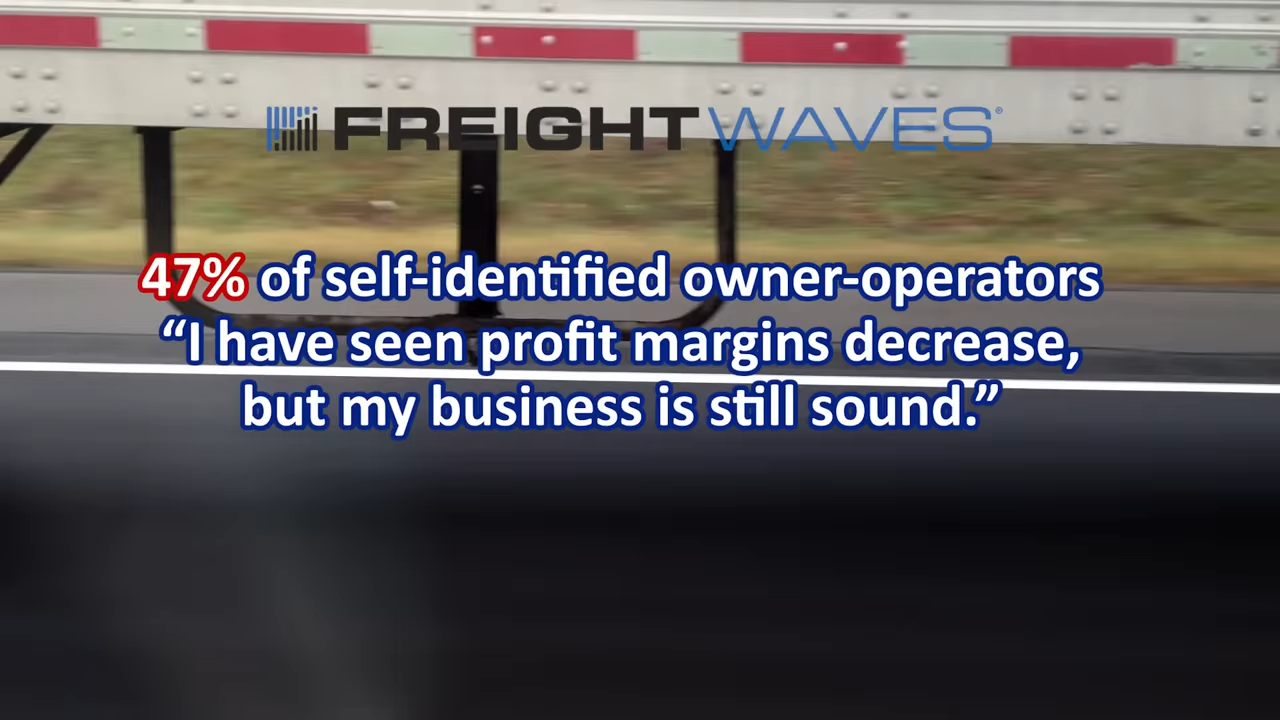 FREIGHTWAVES®
47% of self-identified owner-operators
“I have seen profit margins decrease,
but my business is still sound.”